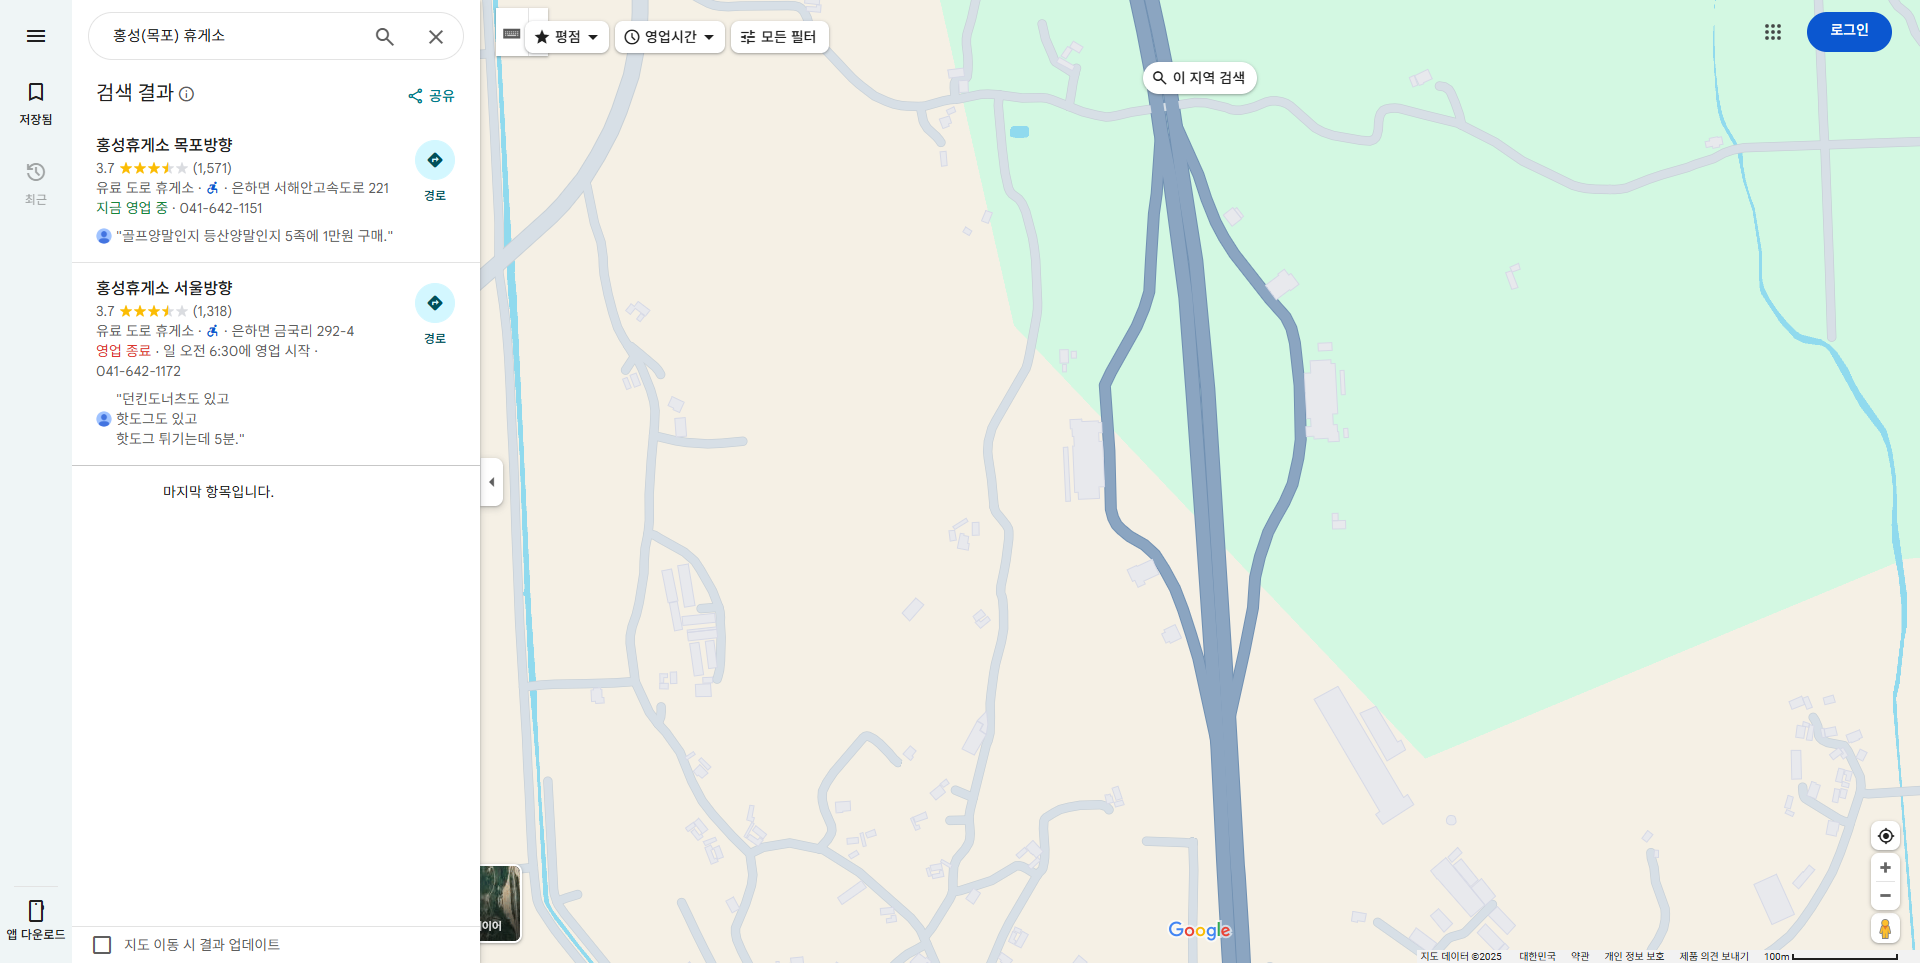 홍성(목포) 휴게소
저장됨
최근
앱 다운로드
검색 결과
공유
홍성휴게소 목포방향
3.7 (1,571)
유료 도로 휴게소 · · 은하면 서해안고속도로 221
지금 영업 중 · 041-642-1151
"골프양말인지 등산양말인지 5족에 1만원 구매."
경로
홍성휴게소 서울방향
3.7 (1,318)
유료 도로 휴게소 · · 은하면 금국리 292-4
영업 종료 · 일 오전 6:30에 영업 시작 ·
041-642-1172
"던킨도너츠도 있고
핫도그도 있고
핫도그 튀기는데 5분."
경로
마지막 항목입니다.
지도 이동 시 결과 업데이트
평점
영업시간
모든 필터
이 지역 검색
로그인
이어
Google
지도 데이터 ©2025 대한민국 약관 개인 정보 보호 제품 의견 보내기 100m